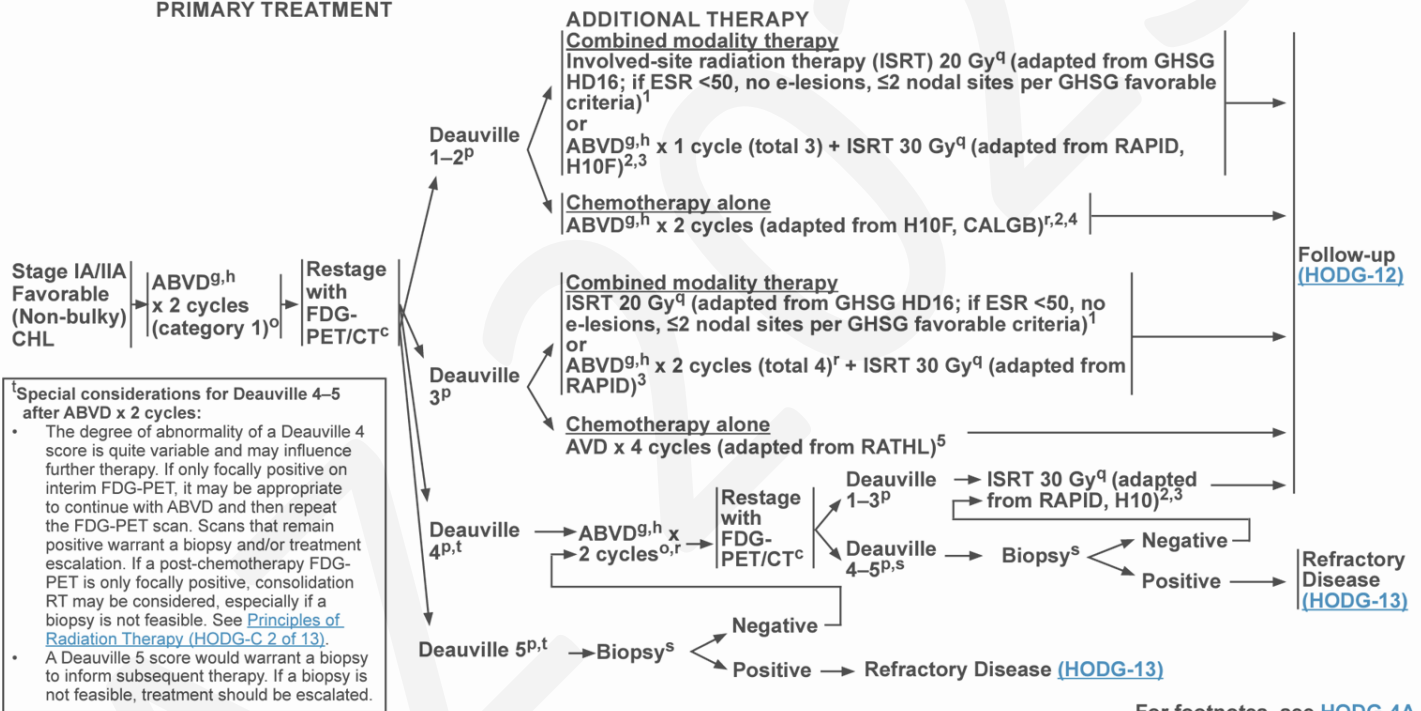 PRIMARY TREATMENT
ADDITIONAL THERAPY
Combined modality therapy
Involved-site radiation therapy (ISRT) 20 Gyq (adapted from GHSG
HD16; if ESR <50, no e-lesions, ≤2 nodal sites per GHSG favorable
criteria)1
or
ABVDg,h x 1 cycle (total 3) + ISRT 30 Gyq (adapted from RAPID,
H10F)2,3
Deauville
1–2p
Chemotherapy alone
ABVDg,h x 2 cycles (adapted from H10F, CALGB)r,2,4
Stage IA/IIA
Favorable
(Non-bulky)
CHL
ABVDg,h
x 2 cycles
(category 1)o
Restage
with
FDG-
PET/CTc
Follow-up
(HODG-12)
Combined modality therapy
ISRT 20 Gyq (adapted from GHSG HD16; if ESR <50, no
e-lesions, ≤2 nodal sites per GHSG favorable criteria)1
or
ABVDg,h x 2 cycles (total 4)r + ISRT 30 Gyq (adapted from
RAPID)3
Deauville
3p
Chemotherapy alone
AVD x 4 cycles (adapted from RATHL)5
Deauville
4p,t
ABVDg,h x
2 cycleso,r
Restage
with
FDG-
PET/CTc
Deauville
1–3p
ISRT 30 Gyq (adapted
from RAPID, H10)2,3
Deauville
4–5p,s
Biopsys
Negative
Positive
Refractory
Disease
(HODG-13)
Deauville 5p,t
Biopsys
Negative
Positive
Refractory Disease (HODG-13)
tSpecial considerations for Deauville 4–5
after ABVD x 2 cycles:
• The degree of abnormality of a Deauville 4
score is quite variable and may influence
further therapy. If only focally positive on
interim FDG-PET, it may be appropriate
to continue with ABVD and then repeat
the FDG-PET scan. Scans that remain
positive warrant a biopsy and/or treatment
escalation. If a post-chemotherapy FDG-
PET is only focally positive, consolidation
RT may be considered, especially if a
biopsy is not feasible. See Principles of
Radiation Therapy (HODG-C 2 of 13).
• A Deauville 5 score would warrant a biopsy
to inform subsequent therapy. If a biopsy is
not feasible, treatment should be escalated.
For footnotes, see HODG-4A